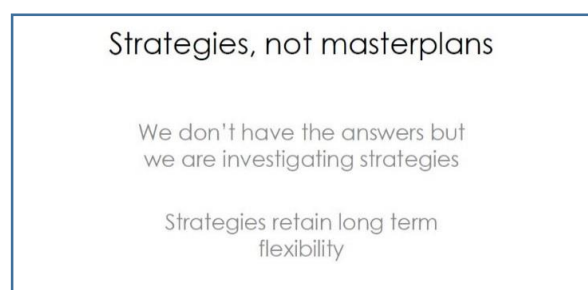 Strategies, not masterplans
We don't have the answers but
we are investigating strategies
Strategies retain long term
flexibility